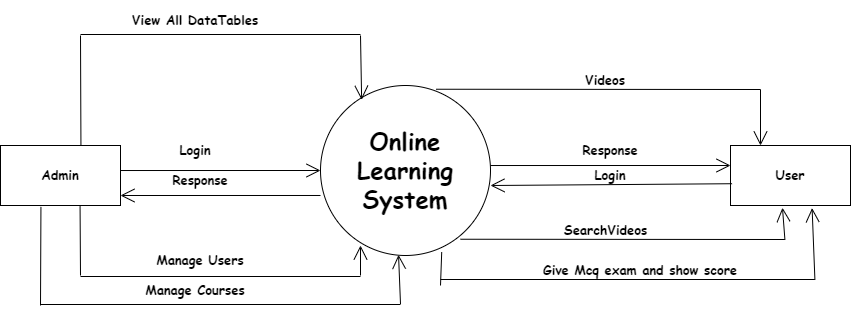 View All DataTables
Videos
Login
Response
Online
Learning
System
Response
Login
Admin
User
SearchVideos
Manage Users
Give Mcq exam and show score
Manage Courses